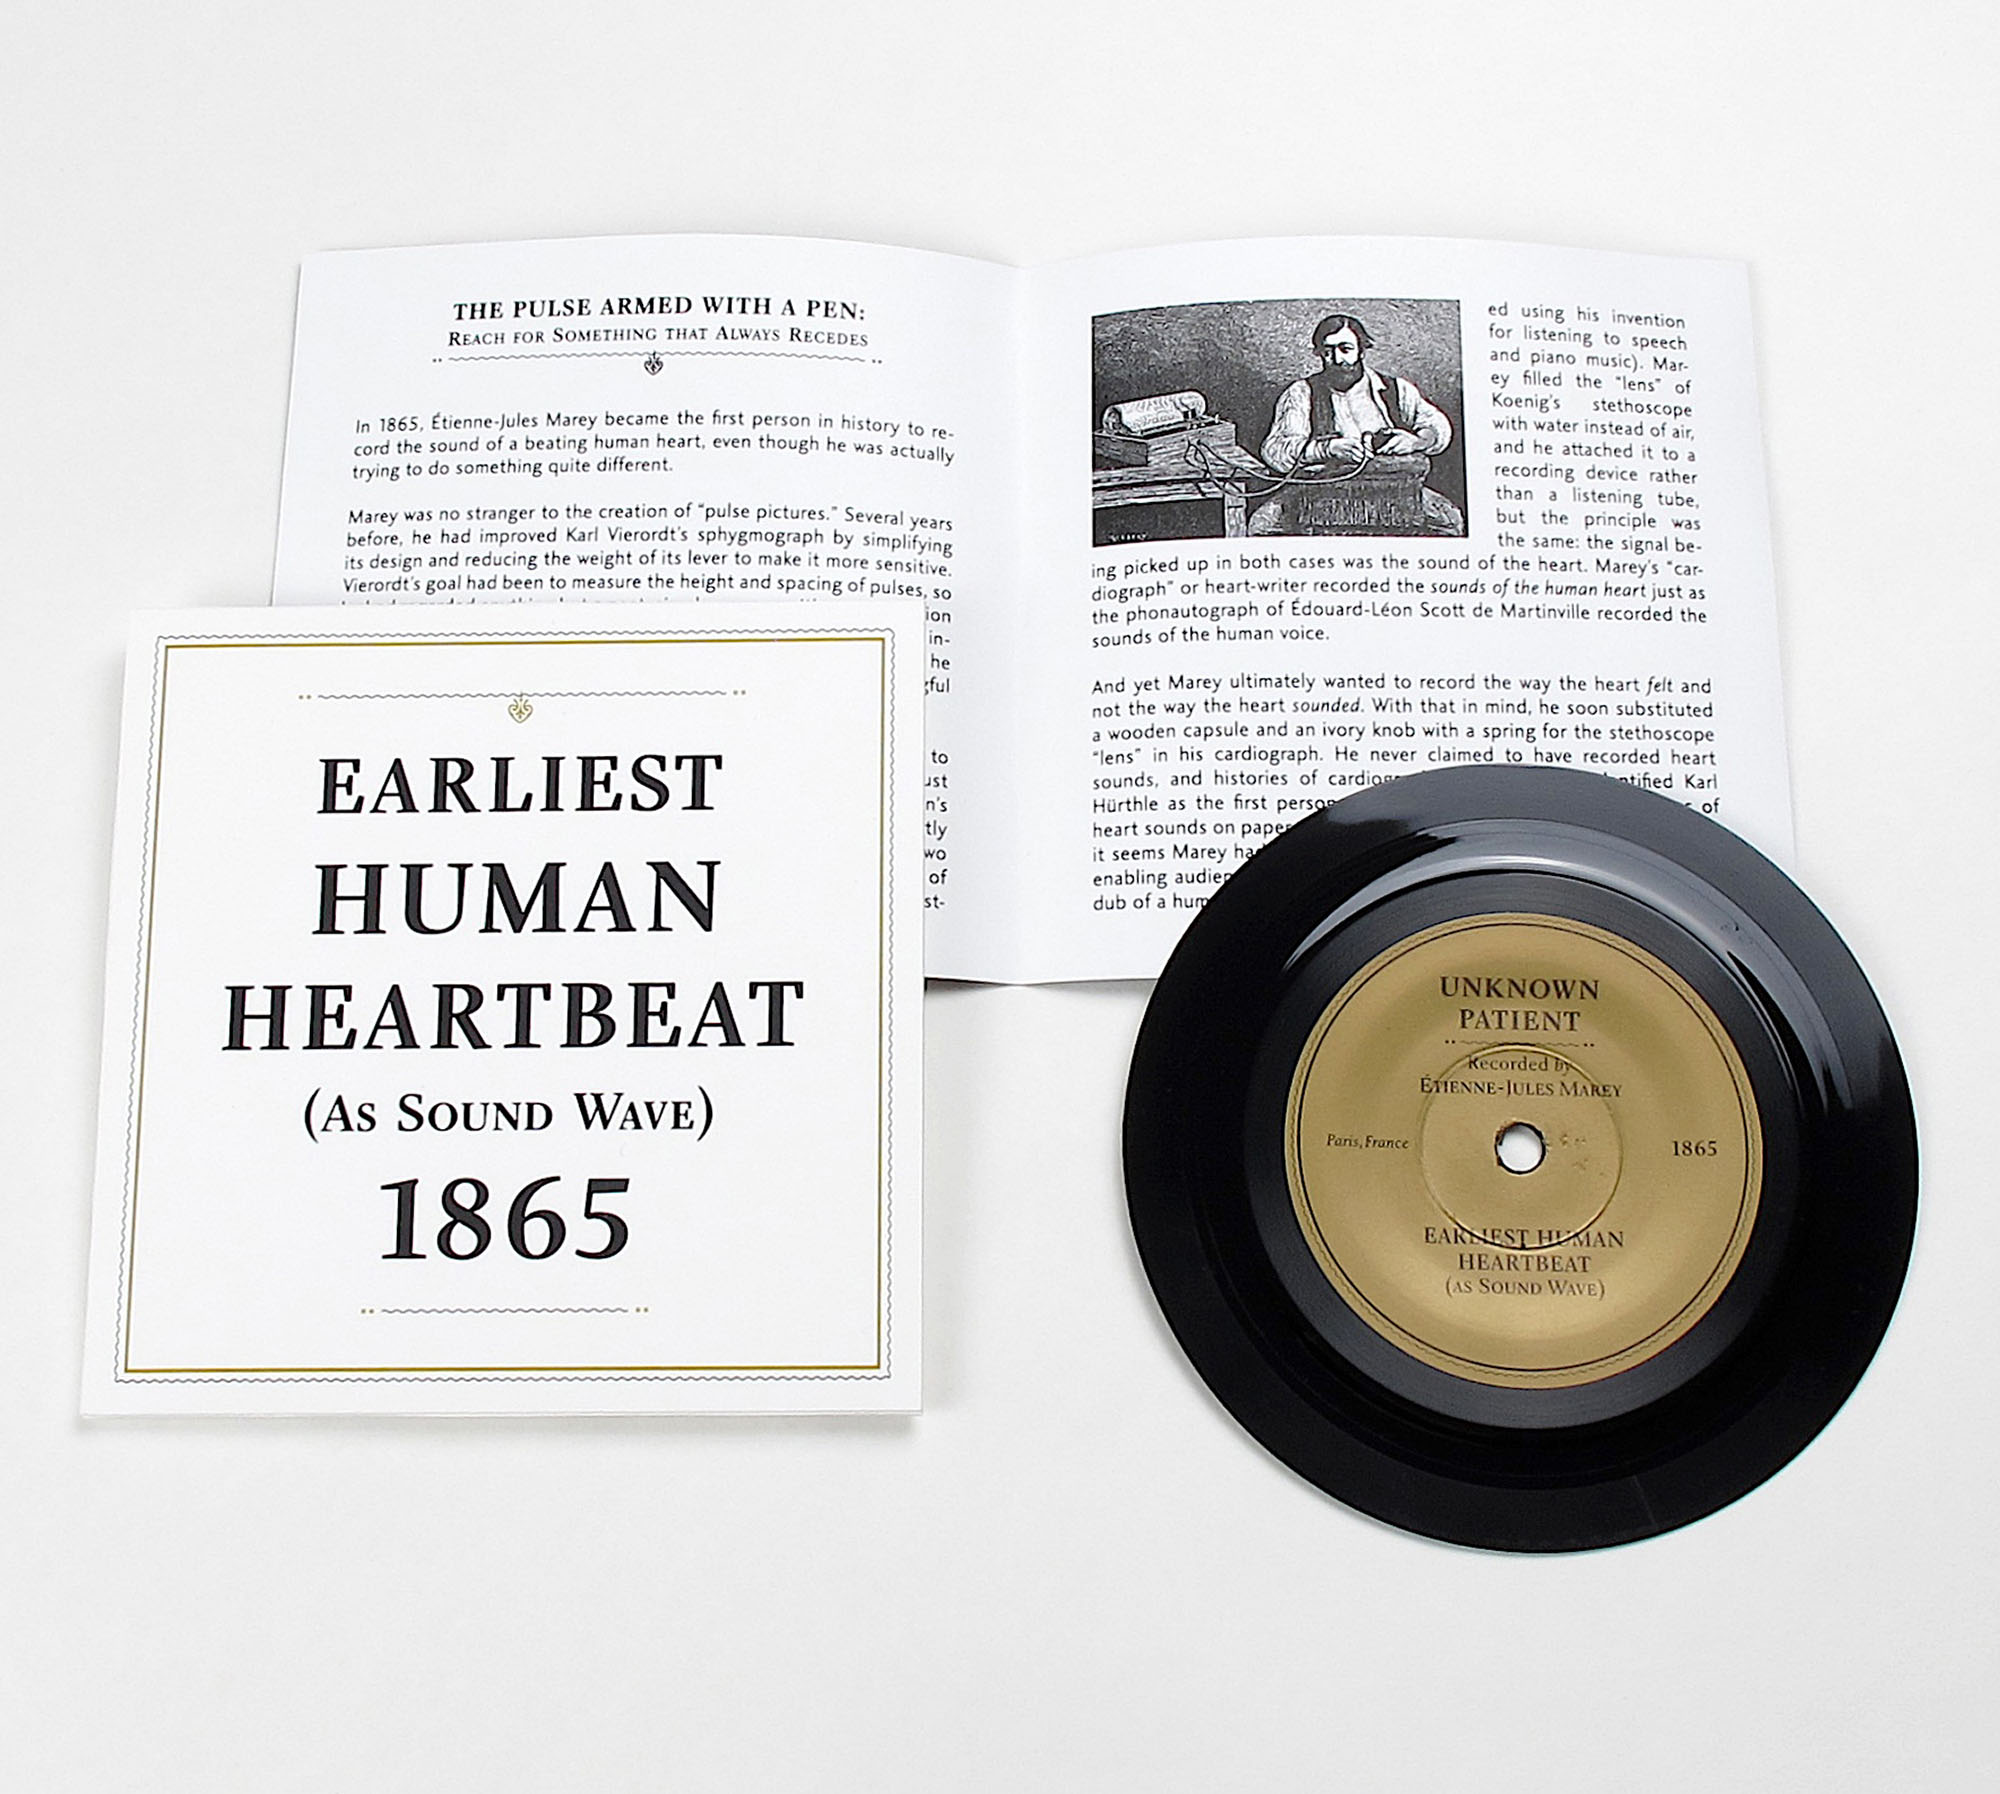 THE PULSE ARMED WITH A PEN:
REACH FOR SOMETHING THAT ALWAYS RECEDES
In 1865, Étienne-Jules Marey became the first person in history to re-
cord the sound of a beating human heart, even though he was actually
trying to do something quite different.
Marey was no stranger to the creation of "pulse pictures." Several years
before, he had improved Karl Vierordt's sphygmograph by simplifying
its design and reducing the weight of its lever to make it more sensitive.
Vierordt's goal had been to measure the height and spacing of pulses, so
in-
he
to
of
ed using his invention
for listening to speech
and piano music). Mar-
ey filled the "lens" of
Koenig's stethoscope
with water instead of air,
and he attached it to a
recording device rather
than a listening tube,
but the principle was
the same: the signal be-
ing picked up in both cases was the sound of the heart. Marey's "car-
diograph" or heart-writer recorded the sounds of the human heart just as
the phonautograph of Édouard-Léon Scott de Martinville recorded the
sounds of the human voice.
And yet Marey ultimately wanted to record the way the heart felt and
not the way the heart sounded. With that in mind, he soon substituted
a wooden capsule and an ivory knob with a spring for the stethoscope
"lens" in his cardiograph. He never claimed to have recorded heart
sounds, and histories of Karl
Hürthle as the first of
heart sounds on paper
it seems Marey
enabling
dub of a
EARLIEST
HUMAN
HEARTBEAT
(AS SOUND WAVE)
1865
UNKNOWN
PATIENT
Recorded by
ÉTIENNE-JULES MAREY
Paris, France
1865
EARLIEST HUMAN
HEARTBEAT
(AS SOUND WAVE)